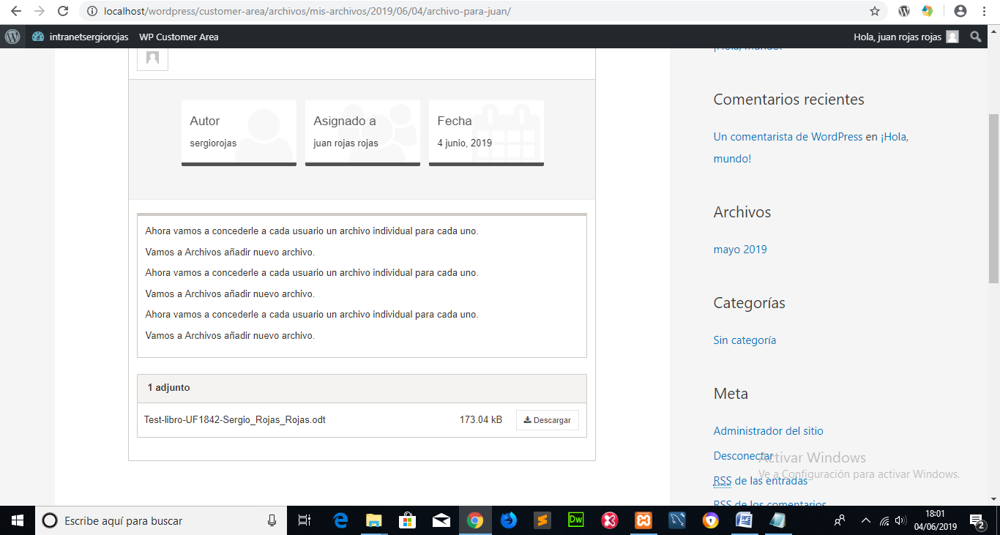 localhost/wordpress/customer-area/archivos/mis-archivos/2019/06/04/archivo-para-juan/
intranetsergiorojas WP Customer Area Hola, juan rojas rojas
¡Hola, mundo!
Autor
sergiorojas
Asignado a
juan rojas rojas
Fecha
4 junio, 2019
Ahora vamos a concederle a cada usuario un archivo individual para cada uno.
Vamos a Archivos añadir nuevo archivo.
Ahora vamos a concederle a cada usuario un archivo individual para cada uno.
Vamos a Archivos añadir nuevo archivo.
Ahora vamos a concederle a cada usuario un archivo individual para cada uno.
Vamos a Archivos añadir nuevo archivo.
1 adjunto
Test-libro-UF1842-Sergio_Rojas_Rojas.odt 173.04 kB Descargar
Comentarios recientes
Un comentarista de WordPress en ¡Hola,
mundo!
Archivos
mayo 2019
Categorías
Sin categoría
Meta
Administrador del sitio
Desconectar
RSS de las entradas
RSS de los comentarios
Activar Windows
Ve a Configuración para activar Windows.
Escribe aquí para buscar
Dw
18:01
04/06/2019
2